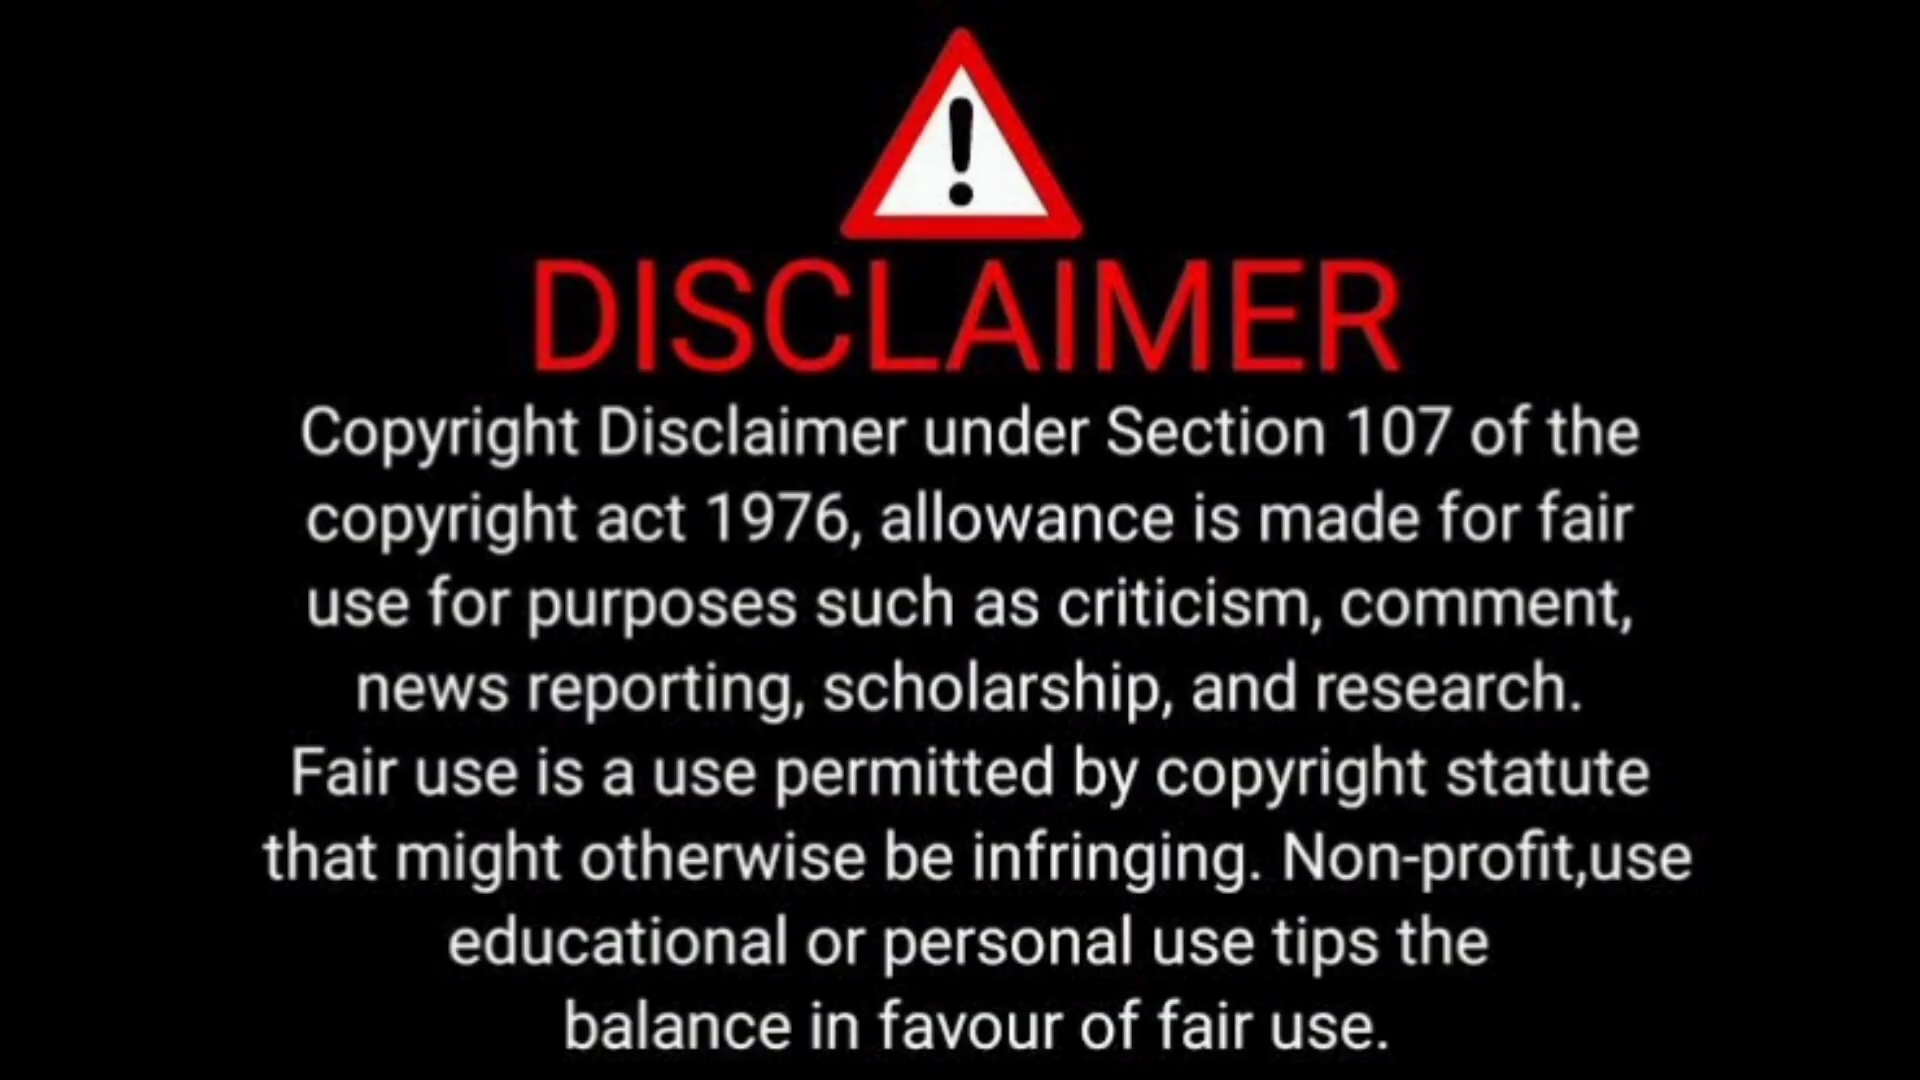 DISCLAIMER
Copyright Disclaimer under Section 107 of the
copyright act 1976, allowance is made for fair
use for purposes such as criticism, comment,
news reporting, scholarship, and research.
Fair use is a use permitted by copyright statute
that might otherwise be infringing. Non-profit,use
educational or personal use tips the
balance in favour of fair use.